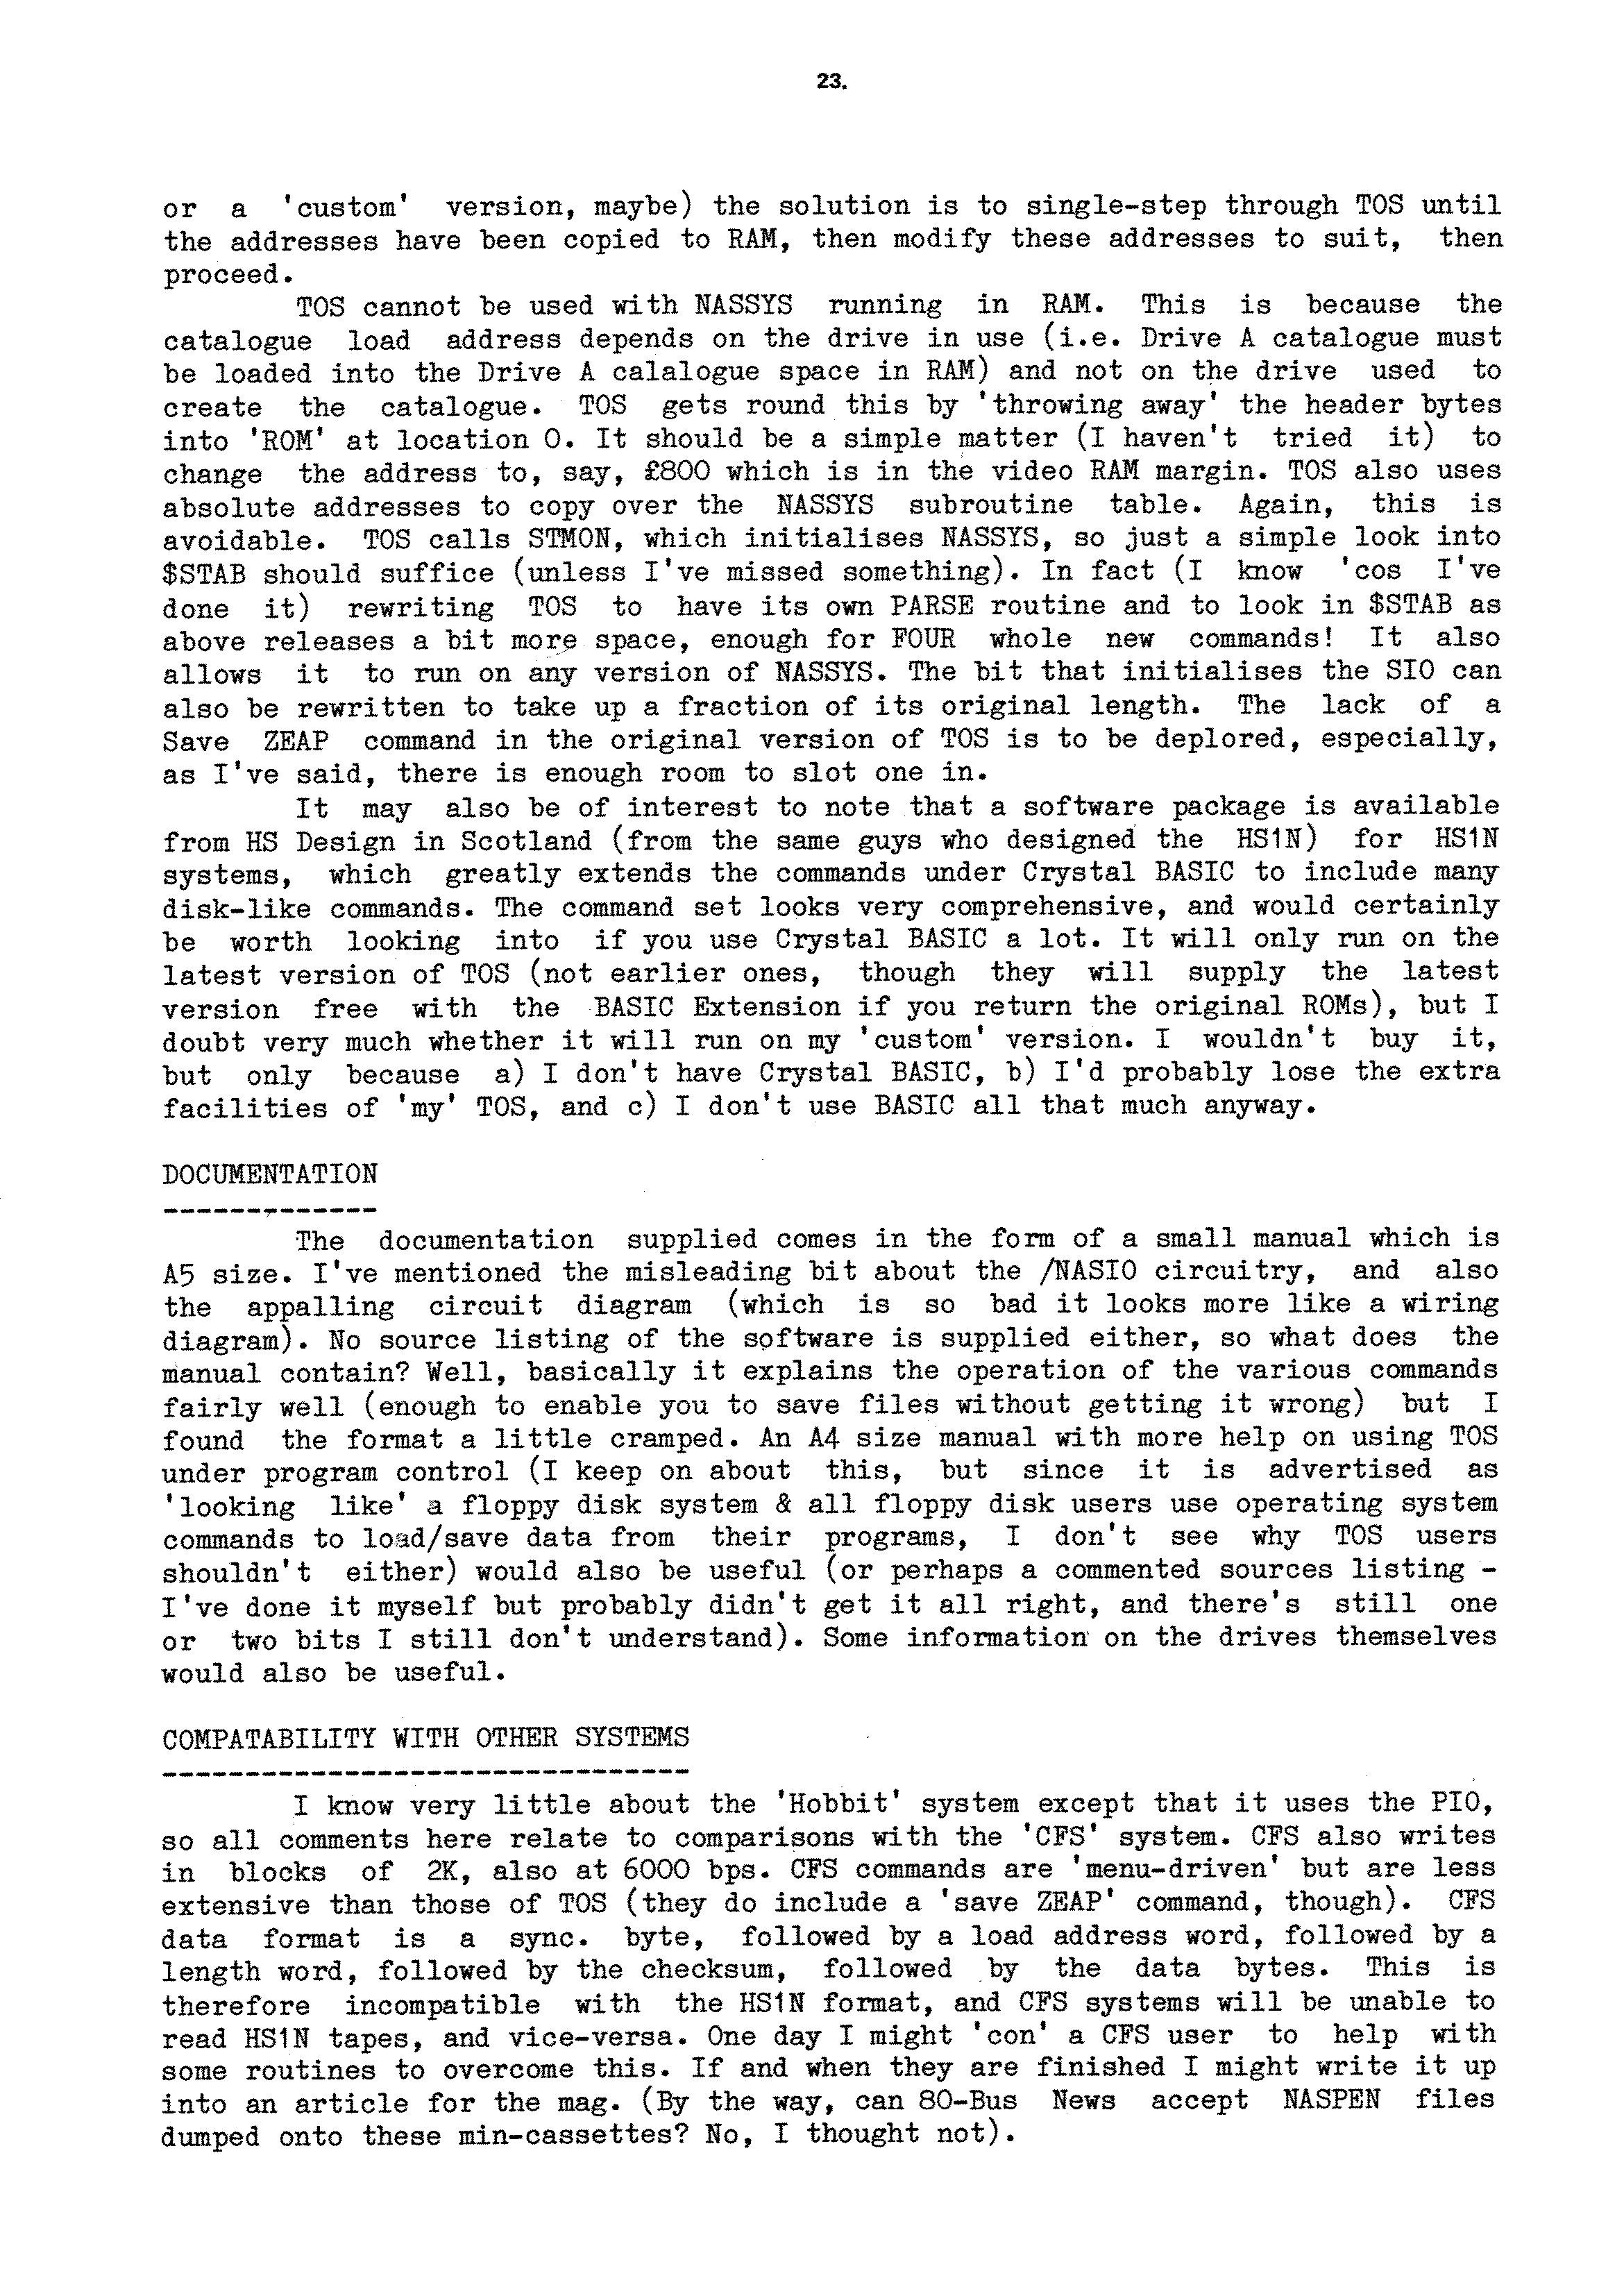 23.
or a 'custom' version, maybe) the solution is to single-step through TOS until
the addresses have been copied to RAM, then modify these addresses to suit, then
proceed.
TOS cannot be used with NASSYS running in RAM. This is because the
catalogue load address depends on the drive in use (i.e. Drive A catalogue must
be loaded into the Drive A calalogue space in RAM) and not on the drive used to
create the catalogue. TOS gets round this by 'throwing away' the header bytes
into 'ROM' at location 0. It should be a simple matter (I haven't tried it) to
change the address to, say, £800 which is in the video RAM margin. TOS also uses
absolute addresses to copy over the NASSYS subroutine table. Again, this is
avoidable. TOS calls STMON, which initialises NASSYS, so just a simple look into
$STAB should suffice (unless I've missed something). In fact (I know 'cos I've
done it) rewriting TOS to have its own PARSE routine and to look in $STAB as
above releases a bit more space, enough for FOUR whole new commands! It also
allows it to run on any version of NASSYS. The bit that initialises the SIO can
also be rewritten to take up a fraction of its original length. The lack of a
Save ZEAP command in the original version of TOS is to be deplored, especially,
as I've said, there is enough room to slot one in.
It may also be of interest to note that a software package is available
from HS Design in Scotland (from the same guys who designed the HS1N) for HS1N
systems, which greatly extends the commands under Crystal BASIC to include many
disk-like commands. The command set looks very comprehensive, and would certainly
be worth looking into if you use Crystal BASIC a lot. It will only run on the
latest version of TOS (not earlier ones, though they will supply the latest
version free with the BASIC Extension if you return the original ROMs), but I
doubt very much whether it will run on my 'custom' version. I wouldn't buy it,
but only because a) I don't have Crystal BASIC, b) I'd probably lose the extra
facilities of 'my' TOS, and c) I don't use BASIC all that much anyway.
DOCUMENTATION
-------------
The documentation supplied comes in the form of a small manual which is
A5 size. I've mentioned the misleading bit about the /NASIO circuitry, and also
the appalling circuit diagram (which is so bad it looks more like a wiring
diagram). No source listing of the software is supplied either, so what does the
manual contain? Well, basically it explains the operation of the various commands
fairly well (enough to enable you to save files without getting it wrong) but I
found the format a little cramped. An A4 size manual with more help on using TOS
under program control (I keep on about this, but since it is advertised as
'looking like' a floppy disk system & all floppy disk users use operating system
commands to load/save data from their programs, I don't see why TOS users
shouldn't either) would also be useful (or perhaps a commented sources listing -
I've done it myself but probably didn't get it all right, and there's still one
or two bits I still don't understand). Some information on the drives themselves
would also be useful.
COMPATABILITY WITH OTHER SYSTEMS
--------------------------------
I know very little about the 'Hobbit' system except that it uses the PIO,
so all comments here relate to comparisons with the 'CFS' system. CFS also writes
in blocks of 2K, also at 6000 bps. CFS commands are 'menu-driven' but are less
extensive than those of TOS (they do include a 'save ZEAP' command, though). CFS
data format is a sync. byte, followed by a load address word, followed by a
length word, followed by the checksum, followed by the data bytes. This is
therefore incompatible with the HS1N format, and CFS systems will be unable to
read HS1N tapes, and vice-versa. One day I might 'con' a CFS user to help with
some routines to overcome this. If and when they are finished I might write it up
into an article for the mag. (By the way, can 80-Bus News accept NASPEN files
dumped onto these min-cassettes? No, I thought not).